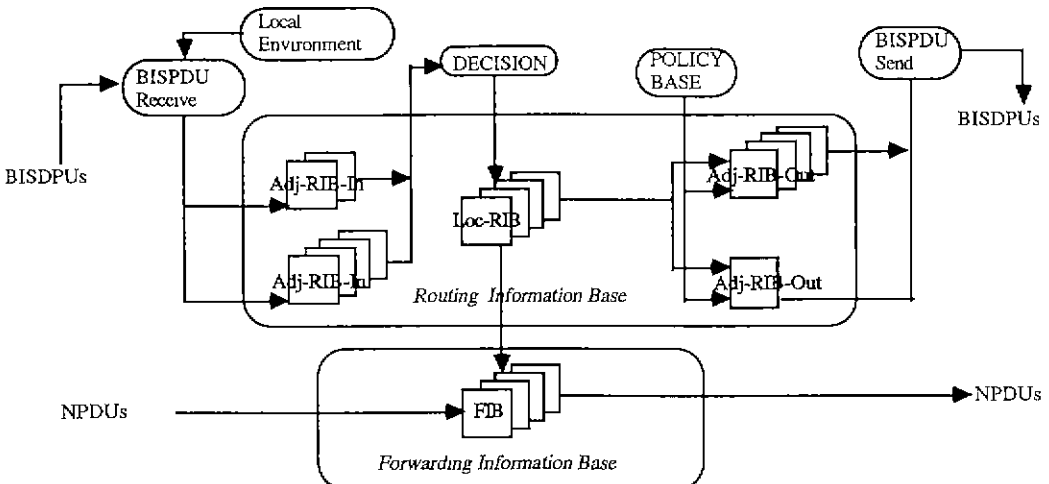 Local
Environment
BISPDU
Receive
DECISION
POLICY
BASE
BISPDU
Send
BISDPUs
BISDPUs
Adj-RIB-In
Adj-RIB-Out
Loc-RIB
Adj-RIB-In
Adj-RIB-Out
Routing Information Base
NPDUs
FIB
NPDUs
Forwarding Information Base